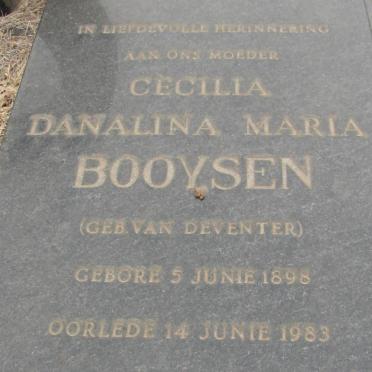 IN LIEFDEVOLLE HERINNERING
AAN ONS MOEDER
CECILIA
DANALINA MARIA
BOOYSEN
(GEB. VAN DEVENTER)
GEBORE 5 JUNIE 1898
OORLEDE 14 JUNIE 1983